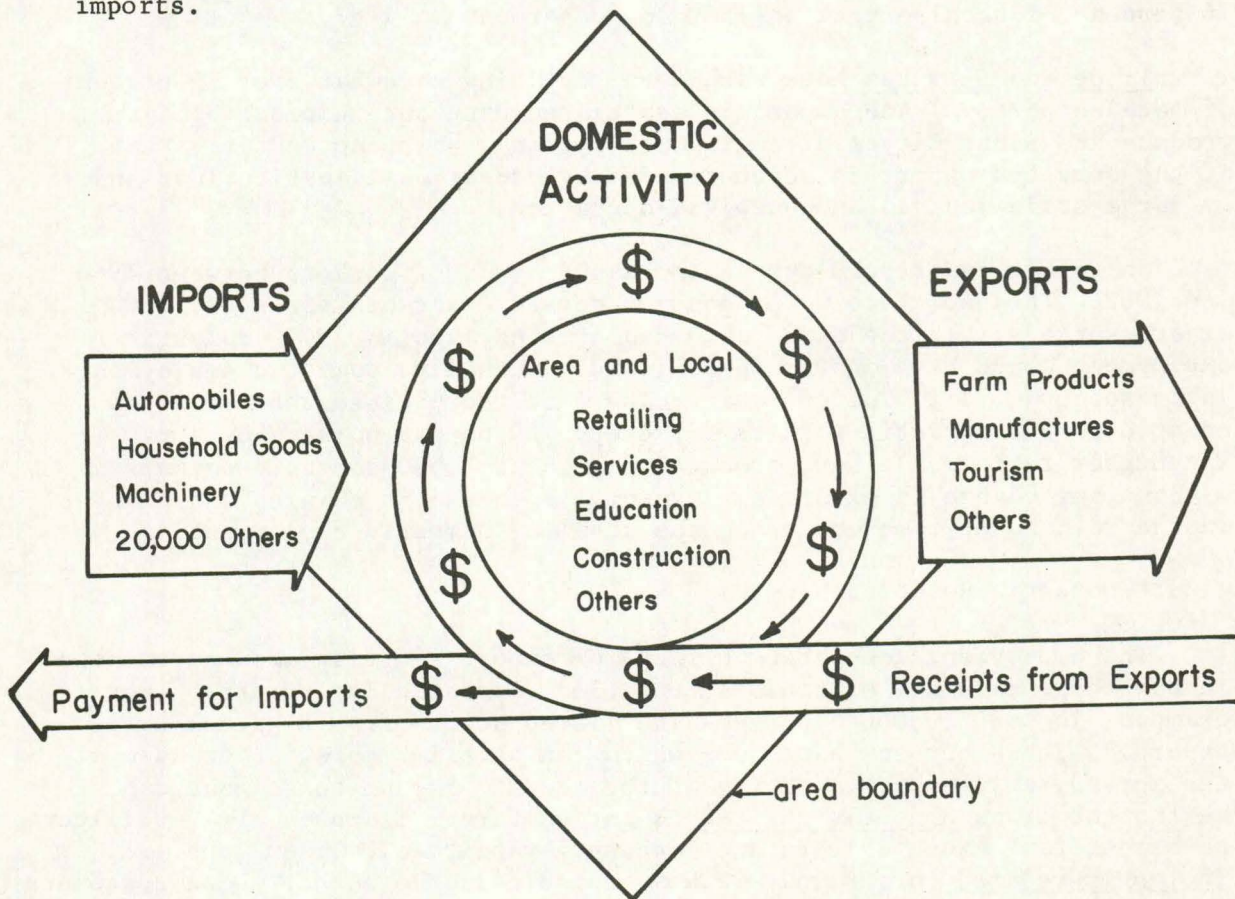 imports.
DOMESTIC
ACTIVITY
IMPORTS
Automobiles
Household Goods
Machinery
20,000 Others
$
$
$
$
$
$
Area and Local
Retailing
Services
Education
Construction
Others
EXPORTS
Farm Products
Manufactures
Tourism
Others
Payment for Imports $ $ $ Receipts from Exports
area boundary